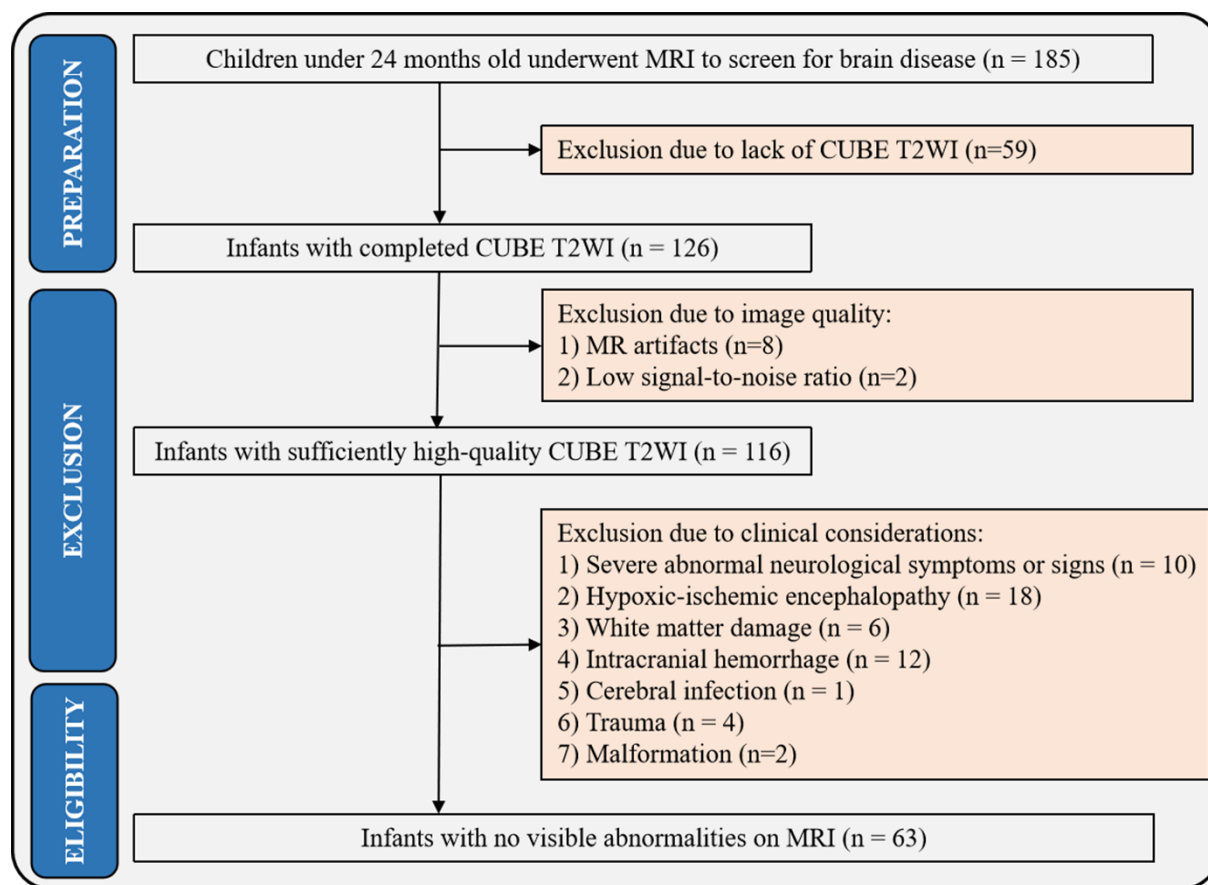 PREPARATION
Children under 24 months old underwent MRI to screen for brain disease (n = 185)
Exclusion due to lack of CUBE T2WI (n=59)
Infants with completed CUBE T2WI (n = 126)
EXCLUSION
Exclusion due to image quality:
1) MR artifacts (n=8)
2) Low signal-to-noise ratio (n=2)
Infants with sufficiently high-quality CUBE T2WI (n = 116)
Exclusion due to clinical considerations:
1) Severe abnormal neurological symptoms or signs (n = 10)
2) Hypoxic-ischemic encephalopathy (n = 18)
3) White matter damage (n = 6)
4) Intracranial hemorrhage (n = 12)
5) Cerebral infection (n = 1)
6) Trauma (n = 4)
7) Malformation (n=2)
ELIGIBILITY
Infants with no visible abnormalities on MRI (n = 63)